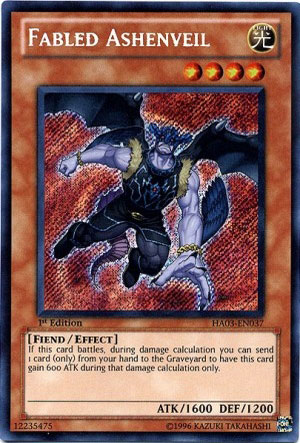 FABLED ASHENVEIL
LIGHT
光
1st Edition
HA03-EN037
[FIEND / EFFECT]
If this card battles, during damage calculation you can send
1 card (only) from your hand to the Graveyard to have this card
gain 600 ATK during that damage calculation only.
ATK/1600 DEF/1200
12235475
©1996 KAZUKI TAKAHASHI